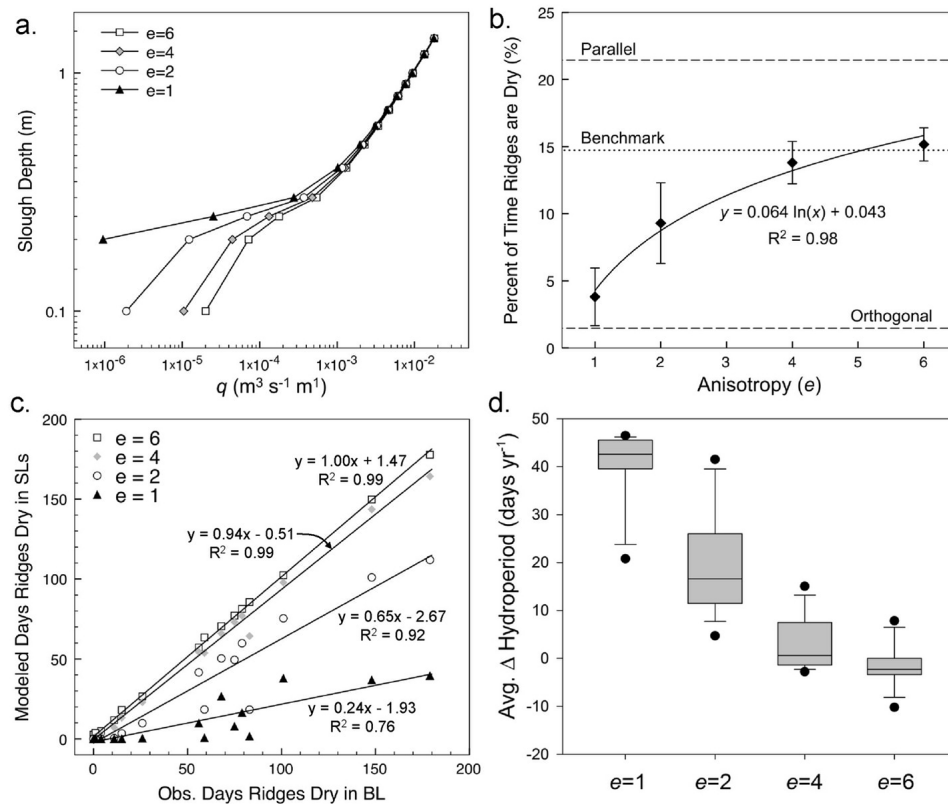 a.
e=6
e=4
e=2
e=1
Slough Depth (m)
1
0.1
1×10⁻⁶
1×10⁻⁵
1×10⁻⁴
1×10⁻³
1×10⁻²
q (m³ s⁻¹ m¹)
b.
Percent of Time Ridges are Dry (%)
25
20
15
10
5
0
Parallel
Benchmark
y = 0.064 ln(x) + 0.043
R² = 0.98
Orthogonal
1
2
3
4
5
6
Anisotropy (e)
c.
e = 6
e = 4
e = 2
e = 1
Modeled Days Ridges Dry in SLs
200
150
100
50
0
y = 1.00x + 1.47
R² = 0.99
y = 0.94x - 0.51
R² = 0.99
y = 0.65x - 2.67
R² = 0.92
y = 0.24x - 1.93
R² = 0.76
0
50
100
150
200
Obs. Days Ridges Dry in BL
d.
Avg. Δ Hydroperiod (days yr⁻¹)
50
40
30
20
10
0
-10
-20
e=1
e=2
e=4
e=6